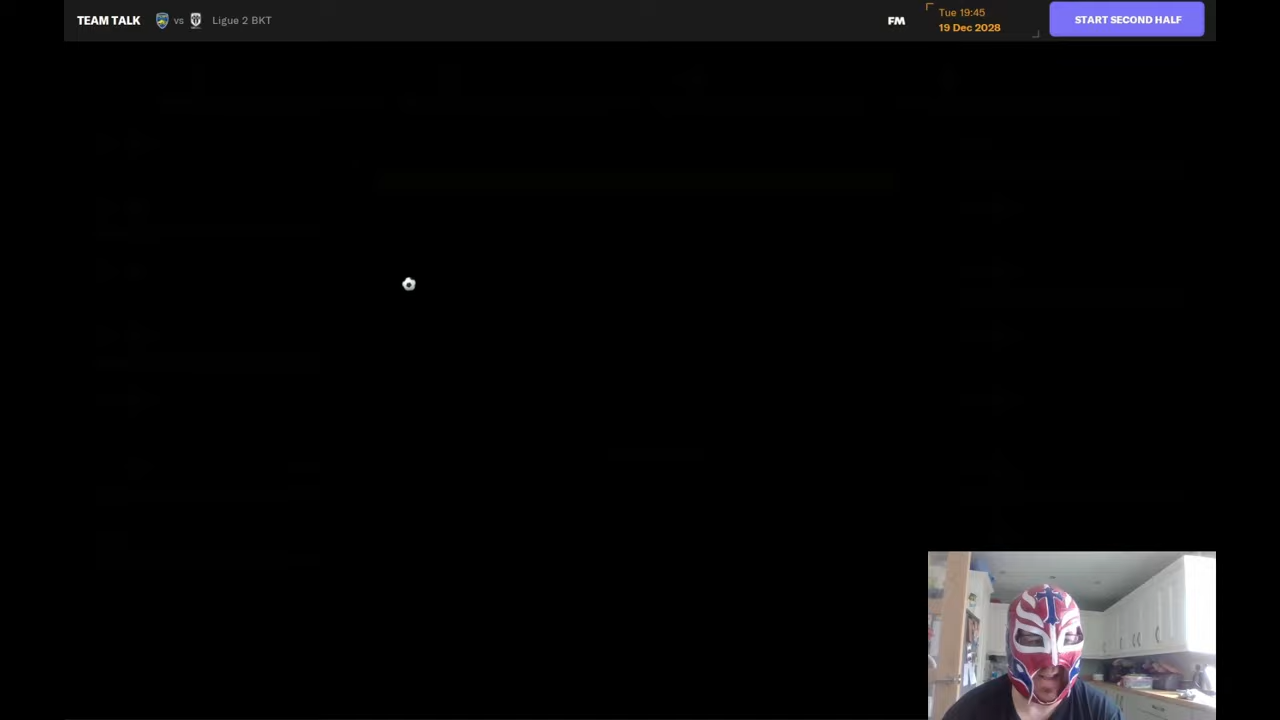 TEAM TALK
vs
Ligue 2 BKT
FM
Tue 19:45
19 Dec 2028
START SECOND HALF